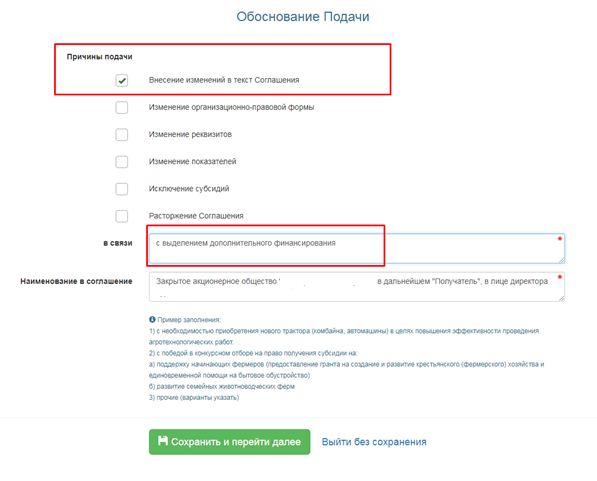 Обоснование Подачи
Причины подачи
Внесение изменений в текст Соглашения
Изменение организационно-правовой формы
Изменение реквизитов
Изменение показателей
Исключение субсидий
Расторжение Соглашения
в связи
с выделением дополнительного финансирования
*
Наименование в соглашение
Закрытое акционерное общество ' в дальнейшем "Получатель", в лице директора
*
Пример заполнения:
1) с необходимостью приобретения нового трактора (комбайна, автомашины) в целях повышения эффективности проведения
агротехнологических работ.
2) с победой в конкурсном отборе на право получения субсидии на:
а) поддержку начинающих фермеров (предоставление гранта на создание и развитие крестьянского (фермерского) хозяйства и
единовременной помощи на бытовое обустройство)
б) развитие семейных животноводческих ферм
3) прочие (варианты указать)
Сохранить и перейти далее
Выйти без сохранения